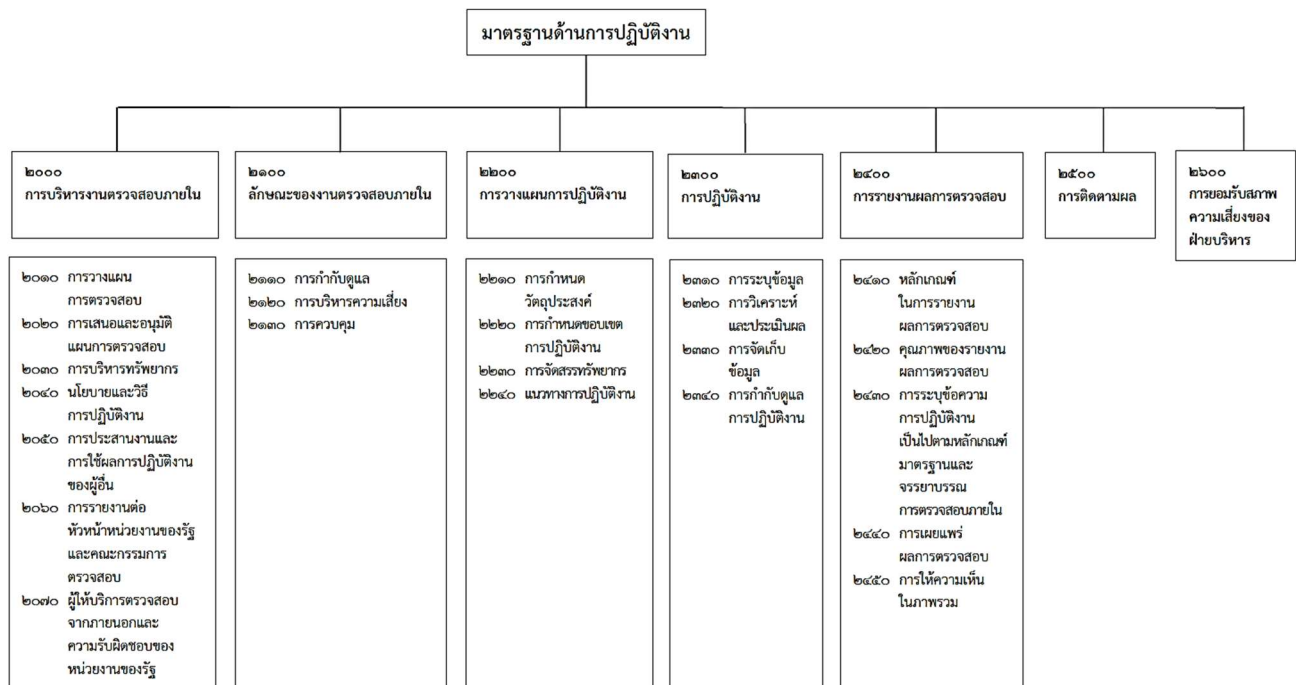 มาตรฐานด้านการปฏิบัติงาน
๒๐๐๐
การบริหารงานตรวจสอบภายใน
๒๑๐๐
ลักษณะของงานตรวจสอบภายใน
๒๒๐๐
การวางแผนการปฏิบัติงาน
๒๓๐๐
การปฏิบัติงาน
๒๔๐๐
การรายงานผลการตรวจสอบ
๒๕๐๐
การติดตามผล
๒๖๐๐
การยอมรับสภาพ
ความเสี่ยงของ
ฝ่ายบริหาร
๒๐๑๐ การวางแผน
การตรวจสอบ
๒๐๒๐ การเสนอและอนุมัติ
แผนการตรวจสอบ
๒๐๓๐ การบริหารทรัพยากร
๒๐๔๐ นโยบายและวิธี
การปฏิบัติงาน
๒๐๕๐ การประสานงานและ
การใช้ผลการปฏิบัติงาน
ของผู้อื่น
๒๐๖๐ การรายงานต่อ
หัวหน้าหน่วยงานของรัฐ
และคณะกรรมการ
ตรวจสอบ
๒๐๗๐ ผู้ให้บริการตรวจสอบ
จากภายนอกและ
ความรับผิดชอบของ
หน่วยงานของรัฐ
๒๑๑๐ การกำกับดูแล
๒๑๒๐ การบริหารความเสี่ยง
๒๑๓๐ การควบคุม
๒๒๑๐ การกำหนด
วัตถุประสงค์
๒๒๒๐ การกำหนดขอบเขต
การปฏิบัติงาน
๒๒๓๐ การจัดสรรทรัพยากร
๒๒๔๐ แนวทางการปฏิบัติงาน
๒๓๑๐ การระบุข้อมูล
๒๓๒๐ การวิเคราะห์
และประเมินผล
๒๓๓๐ การจัดเก็บ
ข้อมูล
๒๓๔๐ การกำกับดูแล
การปฏิบัติงาน
๒๔๑๐ หลักเกณฑ์
ในการรายงาน
ผลการตรวจสอบ
๒๔๒๐ คุณภาพของรายงาน
ผลการตรวจสอบ
๒๔๓๐ การระบุข้อความ
การปฏิบัติงาน
เป็นไปตามหลักเกณฑ์
มาตรฐานและ
จรรยาบรรณ
การตรวจสอบภายใน
๒๔๔๐ การเผยแพร่
ผลการตรวจสอบ
๒๔๕๐ การให้ความเห็น
ในภาพรวม